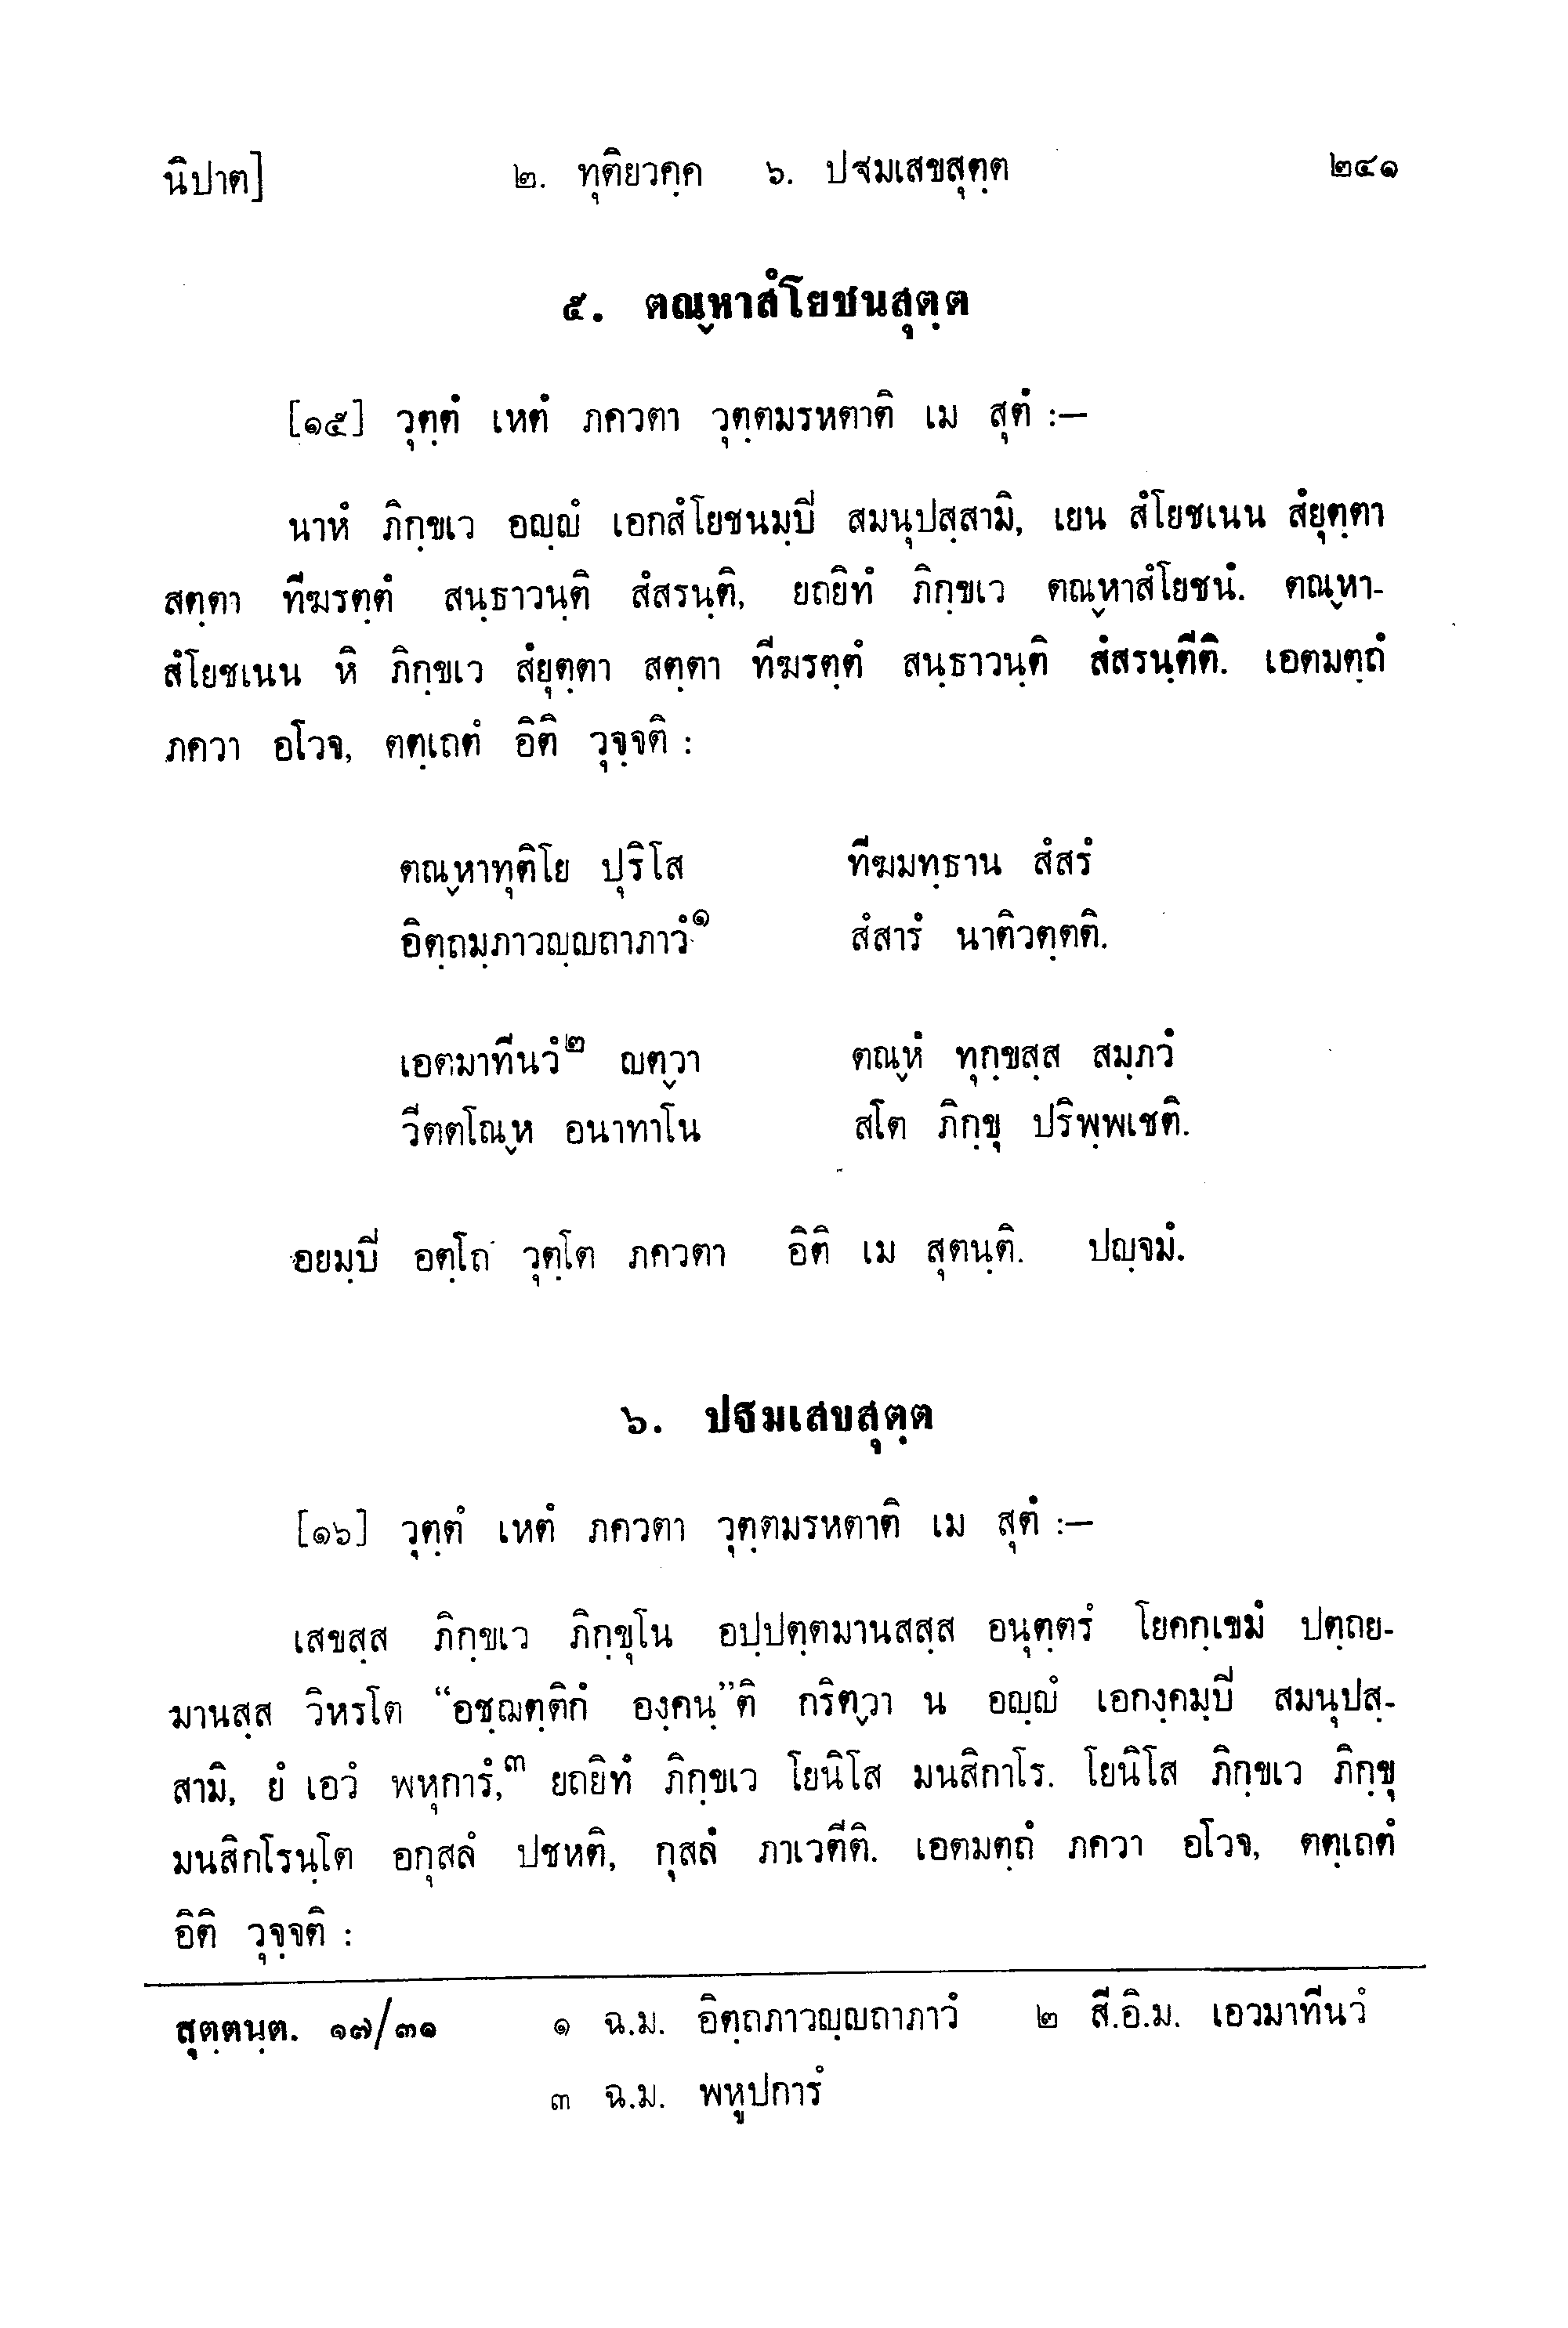 นิปาต] ๒. ทุติยวคฺค ๖. ปฐมเสขสุตฺต ๒๔๑
๕. ตณฺหาสํโยชนสุตฺต
[๑๕] วุตฺตํ เหตํ ภควตา วุตฺตมรหตาติ เม สุตํ :—
นาหํ ภิกฺขเว อญฺญํ เอกสํโยชนมฺปิ สมนุปสฺสามิ, เยน สํโยชเนน สํยุตฺตา
สตฺตา ทีฆรตฺตํ สนฺธาวนฺติ สํสรนฺติ, ยถยิทํ ภิกฺขเว ตณฺหาสํโยชนํ. ตณฺหา-
สํโยชเนน หิ ภิกฺขเว สํยุตฺตา สตฺตา ทีฆรตฺตํ สนฺธาวนฺติ สํสรนฺตีติ. เอตมตฺถํ
ภควา อโวจ, ตตฺเถตํ อิติ วุจฺจติ :
ตณฺหาทุติโย ปุริโส ทีฆมทฺธาน สํสรํ
อิตฺถมฺภาวญฺญถาภาวํ๑ สํสารํ นาติวตฺตติ.
เอตมาทีนวํ๒ ญตฺวา ตณฺหํ ทุกฺขสฺส สมฺภวํ
วีตตโณฺห อนาทาโน สโต ภิกฺขุ ปริพฺพเชติ.
อยมฺปิ อตฺโถ วุตฺโต ภควตา อิติ เม สุตนฺติ. ปญฺจมํ.
๖. ปฐมเสขสุตฺต
[๑๖] วุตฺตํ เหตํ ภควตา วุตฺตมรหตาติ เม สุตํ :—
เสขสฺส ภิกฺขเว ภิกฺขุโน อปฺปตฺตมานสสฺส อนุตฺตรํ โยคกฺเขมํ ปตฺถย-
มานสฺส วิหรโต “อชฺฌตฺติกํ องฺคนฺ”ติ กริตฺวา น อญฺญํ เอกงฺคมฺปิ สมนุปสฺ-
สามิ, ยํ เอวํ พหุการํ,๓ ยถยิทํ ภิกฺขเว โยนิโส มนสิกาโร. โยนิโส ภิกฺขเว ภิกฺขุ
มนสิกโรนฺโต อกุสลํ ปชหติ, กุสลํ ภาเวตีติ. เอตมตฺถํ ภควา อโวจ, ตตฺเถตํ
อิติ วุจฺจติ :
สุตฺตนฺต. ๑๗/๓๑ ๑ ฉ.ม. อิตฺถภาวญฺญถาภาวํ ๒ สี.อิ.ม. เอวมาทีนวํ
๓ ฉ.ม. พหูปการํ